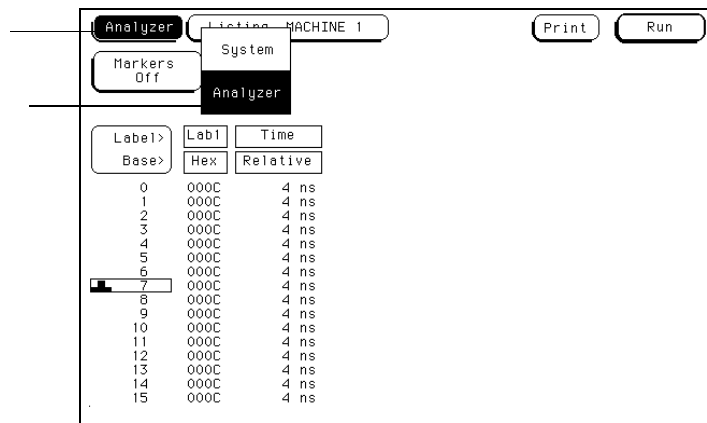 Analyzer Listing MACHINE 1 Print Run
System
Markers Off
Analyzer
Label> Lab1 Time
Base> Hex Relative
0 000C 4 ns
1 000C 4 ns
2 000C 4 ns
3 000C 4 ns
4 000C 4 ns
5 000C 4 ns
6 000C 4 ns
7 000C 4 ns
8 000C 4 ns
9 000C 4 ns
10 000C 4 ns
11 000C 4 ns
12 000C 4 ns
13 000C 4 ns
14 000C 4 ns
15 000C 4 ns